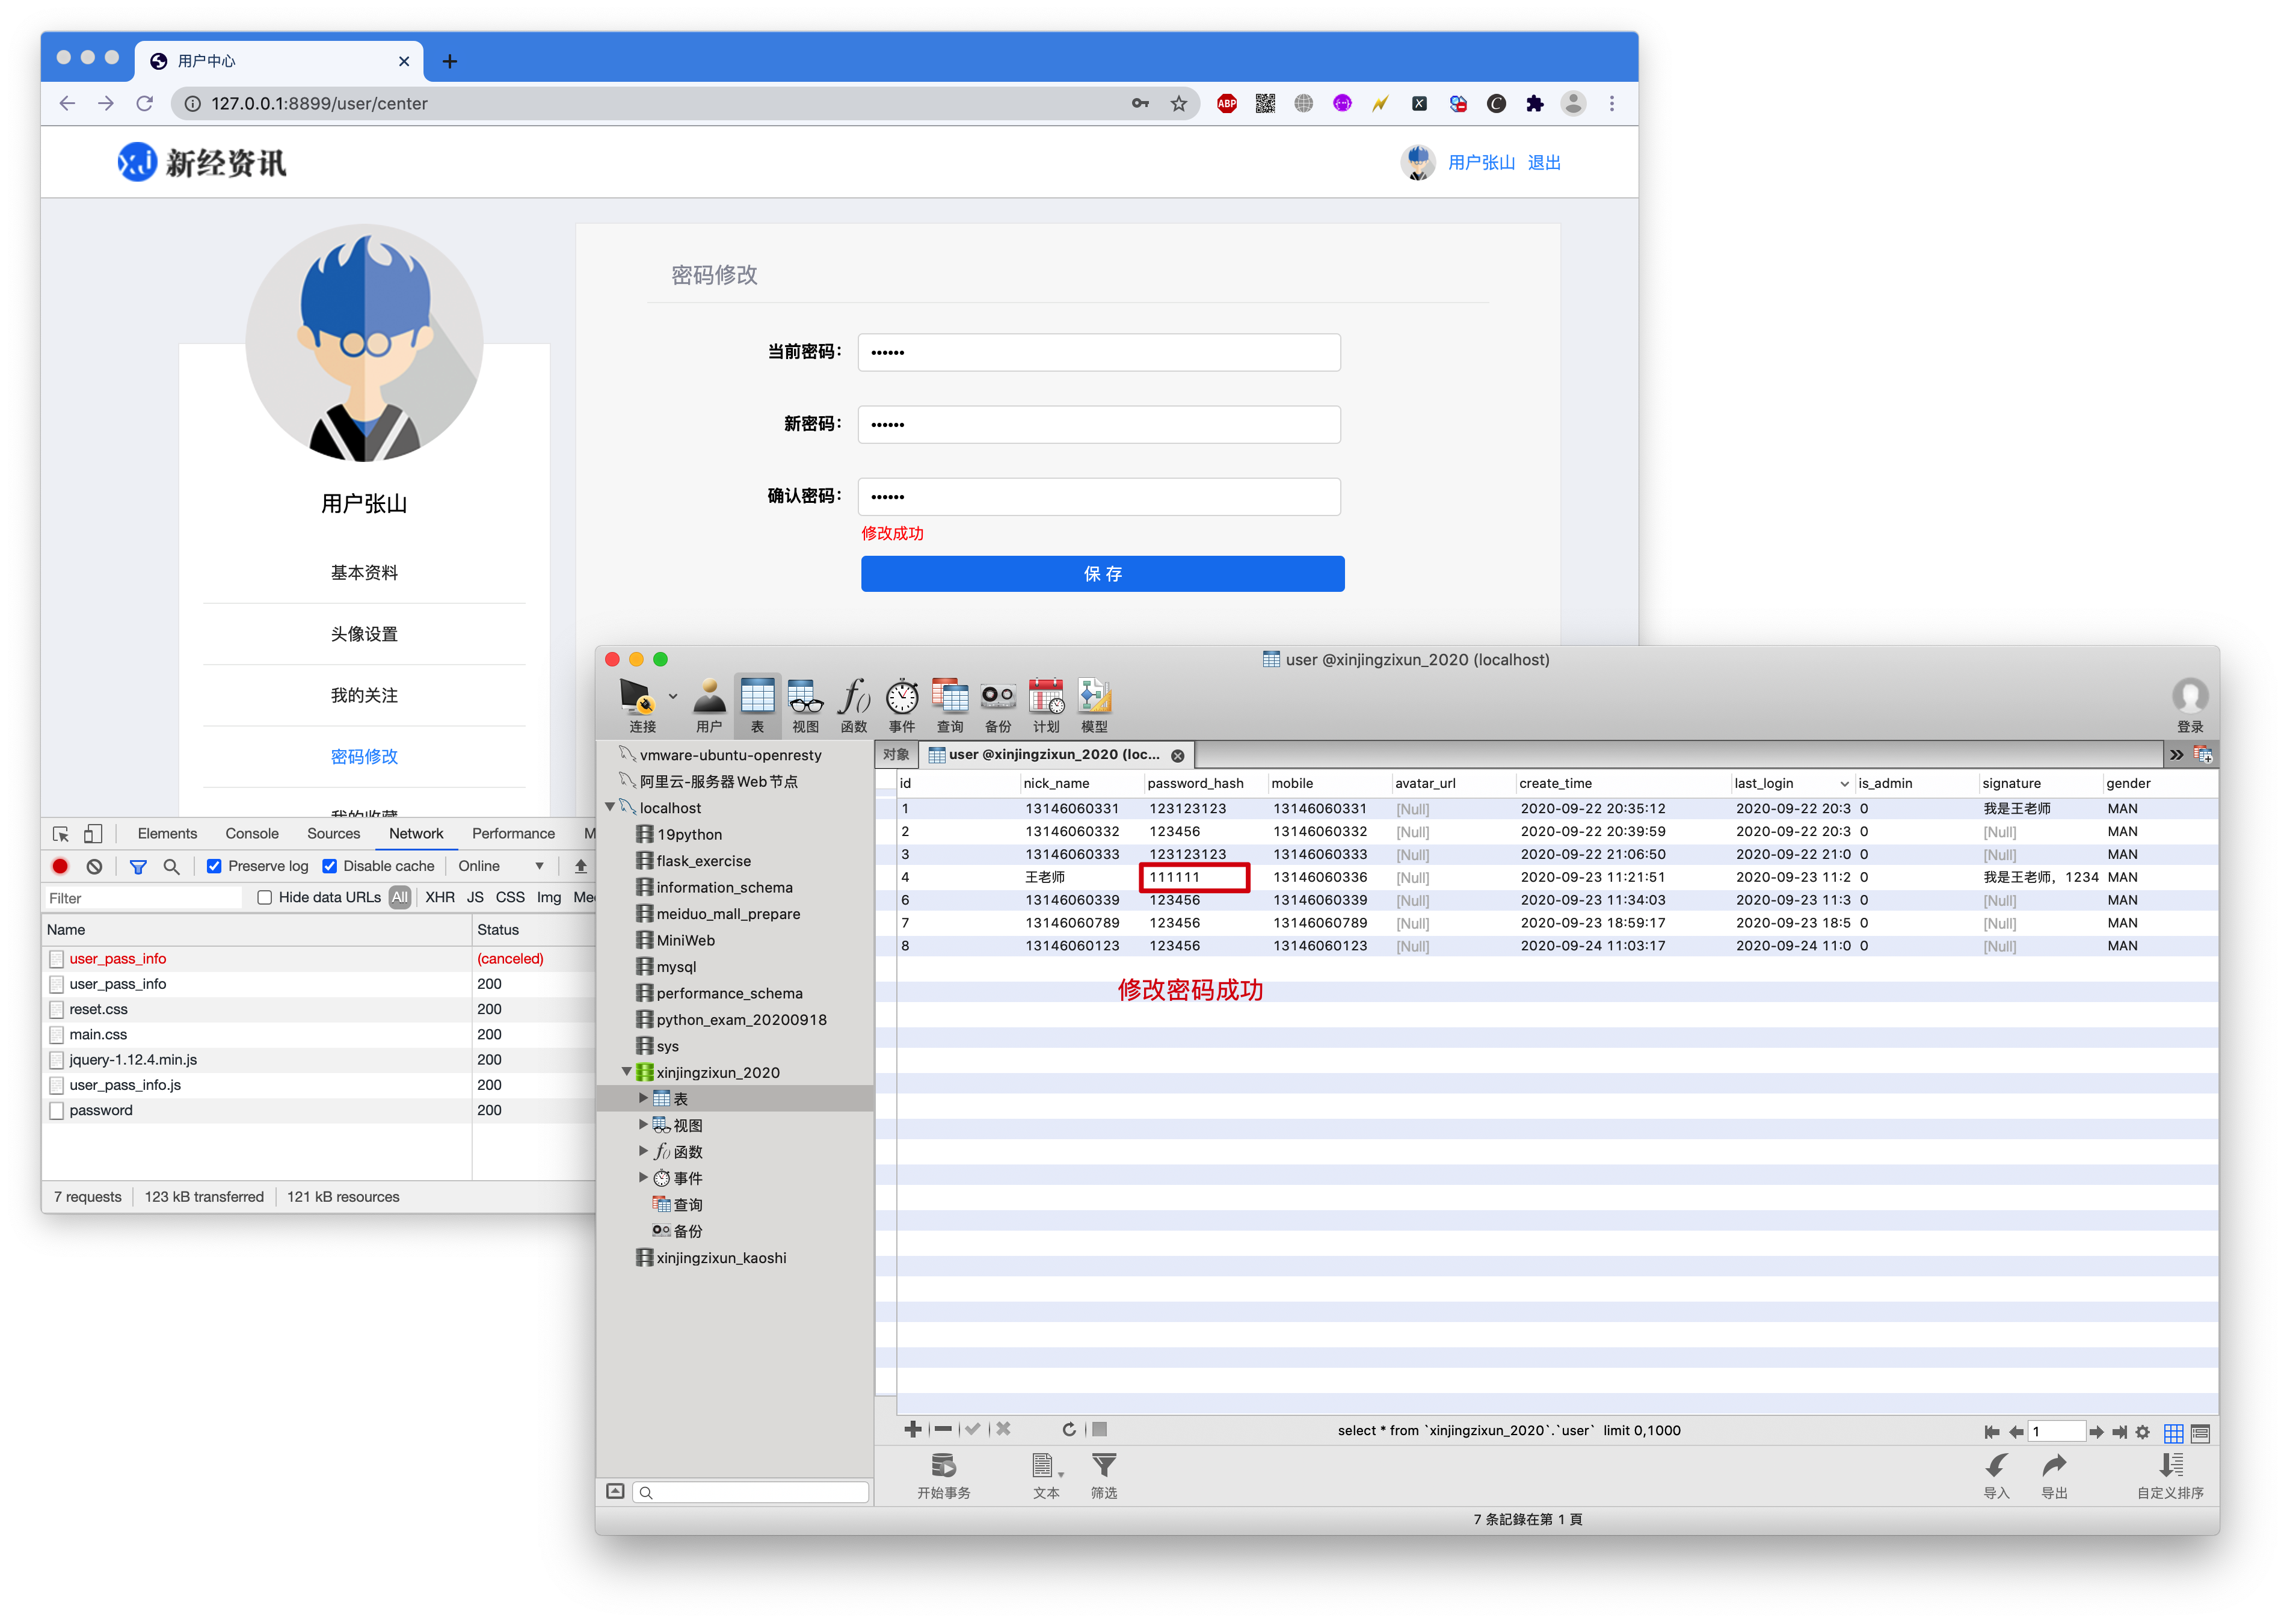 用户中心
127.0.0.1:8899/user/center
ABP
新经资讯
用户张山 退出
密码修改
当前密码：
新密码：
确认密码：
修改成功
保 存
用户张山
基本资料
头像设置
我的关注
密码修改
我的收藏
Elements Console Sources Network Performance M
Preserve log Disable cache Online
Filter Hide data URLs All XHR JS CSS Img Me
Name Status
user_pass_info (canceled)
user_pass_info 200
reset.css 200
main.css 200
jquery-1.12.4.min.js 200
user_pass_info.js 200
password 200
7 requests 123 kB transferred 121 kB resources
user @xinjingzixun_2020 (localhost)
连接 用户 表 视图 函数 事件 查询 备份 计划 模型 登录
vmware-ubuntu-openresty
阿里云-服务器Web节点
localhost
19python
flask_exercise
information_schema
meiduo_mall_prepare
MiniWeb
mysql
performance_schema
python_exam_20200918
sys
xinjingzixun_2020
表
视图
函数
事件
查询
备份
xinjingzixun_kaoshi
对象 user @xinjingzixun_2020 (loc...
id nick_name password_hash mobile avatar_url create_time last_login is_admin signature gender
1 13146060331 123123123 13146060331 [Null] 2020-09-22 20:35:12 2020-09-22 20:3 0 我是王老师 MAN
2 13146060332 123456 13146060332 [Null] 2020-09-22 20:39:59 2020-09-22 20:3 0 [Null] MAN
3 13146060333 123123123 13146060333 [Null] 2020-09-22 21:06:50 2020-09-22 21:0 0 [Null] MAN
4 王老师 111111 13146060336 [Null] 2020-09-23 11:21:51 2020-09-23 11:2 0 我是王老师，1234 MAN
6 13146060339 123456 13146060339 [Null] 2020-09-23 11:34:03 2020-09-23 11:3 0 [Null] MAN
7 13146060789 123456 13146060789 [Null] 2020-09-23 18:59:17 2020-09-23 18:5 0 [Null] MAN
8 13146060123 123456 13146060123 [Null] 2020-09-24 11:03:17 2020-09-24 11:0 0 [Null] MAN
修改密码成功
select * from `xinjingzixun_2020`.`user` limit 0,1000
1
开始事务 文本 筛选 导入 导出 自定义排序
7 条記錄在第 1 頁